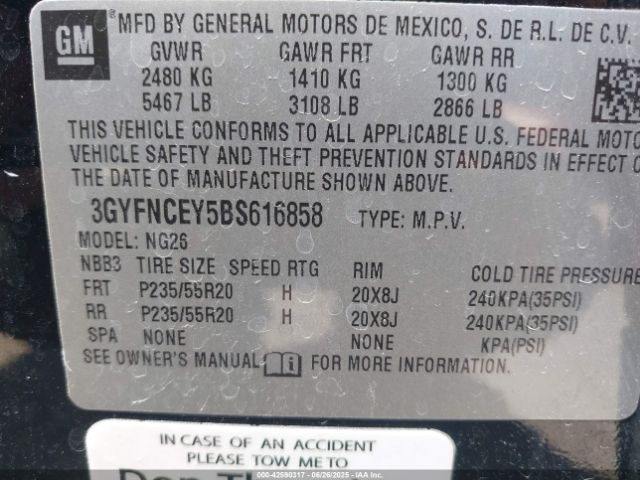 GM
MFD BY GENERAL MOTORS DE MEXICO, S. DE R.L. DE C.V.
GVWR GAWR FRT GAWR RR
2480 KG 1410 KG 1300 KG
5467 LB 3108 LB 2866 LB
THIS VEHICLE CONFORMS TO ALL APPLICABLE U.S. FEDERAL MOTO
VEHICLE SAFETY AND THEFT PREVENTION STANDARDS IN EFFECT O
THE DATE OF MANUFACTURE SHOWN ABOVE.
3GYFNCEY5BS616858 TYPE: M.P.V.
MODEL: NG26
NBB3 TIRE SIZE SPEED RTG RIM COLD TIRE PRESSURE
FRT P235/55R20 H 20X8J 240KPA(35PSI)
RR P235/55R20 H 20X8J 240KPA(35PSI)
SPA NONE NONE KPA(PSI)
SEE OWNER'S MANUAL FOR MORE INFORMATION.
IN CASE OF AN ACCIDENT
PLEASE TOW ME TO
000-42590317 - 06/26/2025 - IAAI.COM